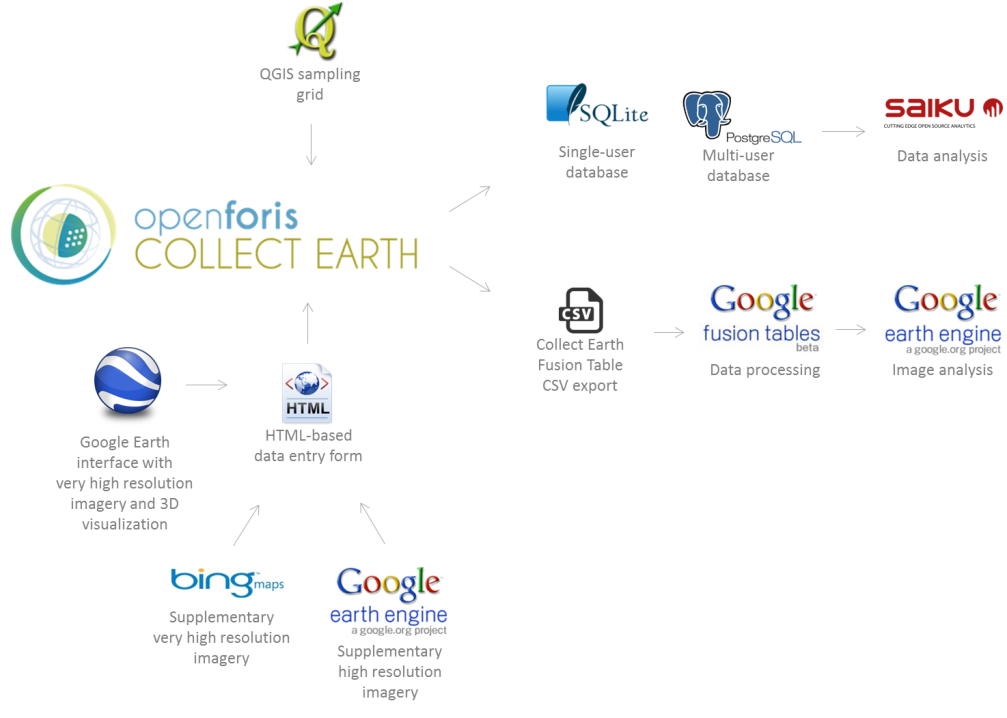 QGIS sampling
grid
SQLite
Single-user
database
PostgreSQL
Multi-user
database
saiku
CUTTING EDGE OPEN SOURCE ANALYTICS
Data analysis
openforis
COLLECT EARTH
CSV
Collect Earth
Fusion Table
CSV export
Google
fusion tables
beta
Data processing
Google
earth engine
a google.org project
Image analysis
Google Earth
interface with
very high resolution
imagery and 3D
visualization
HTML
HTML-based
data entry form
bing maps
Supplementary
very high resolution
imagery
Google
earth engine
a google.org project
Supplementary
high resolution
imagery